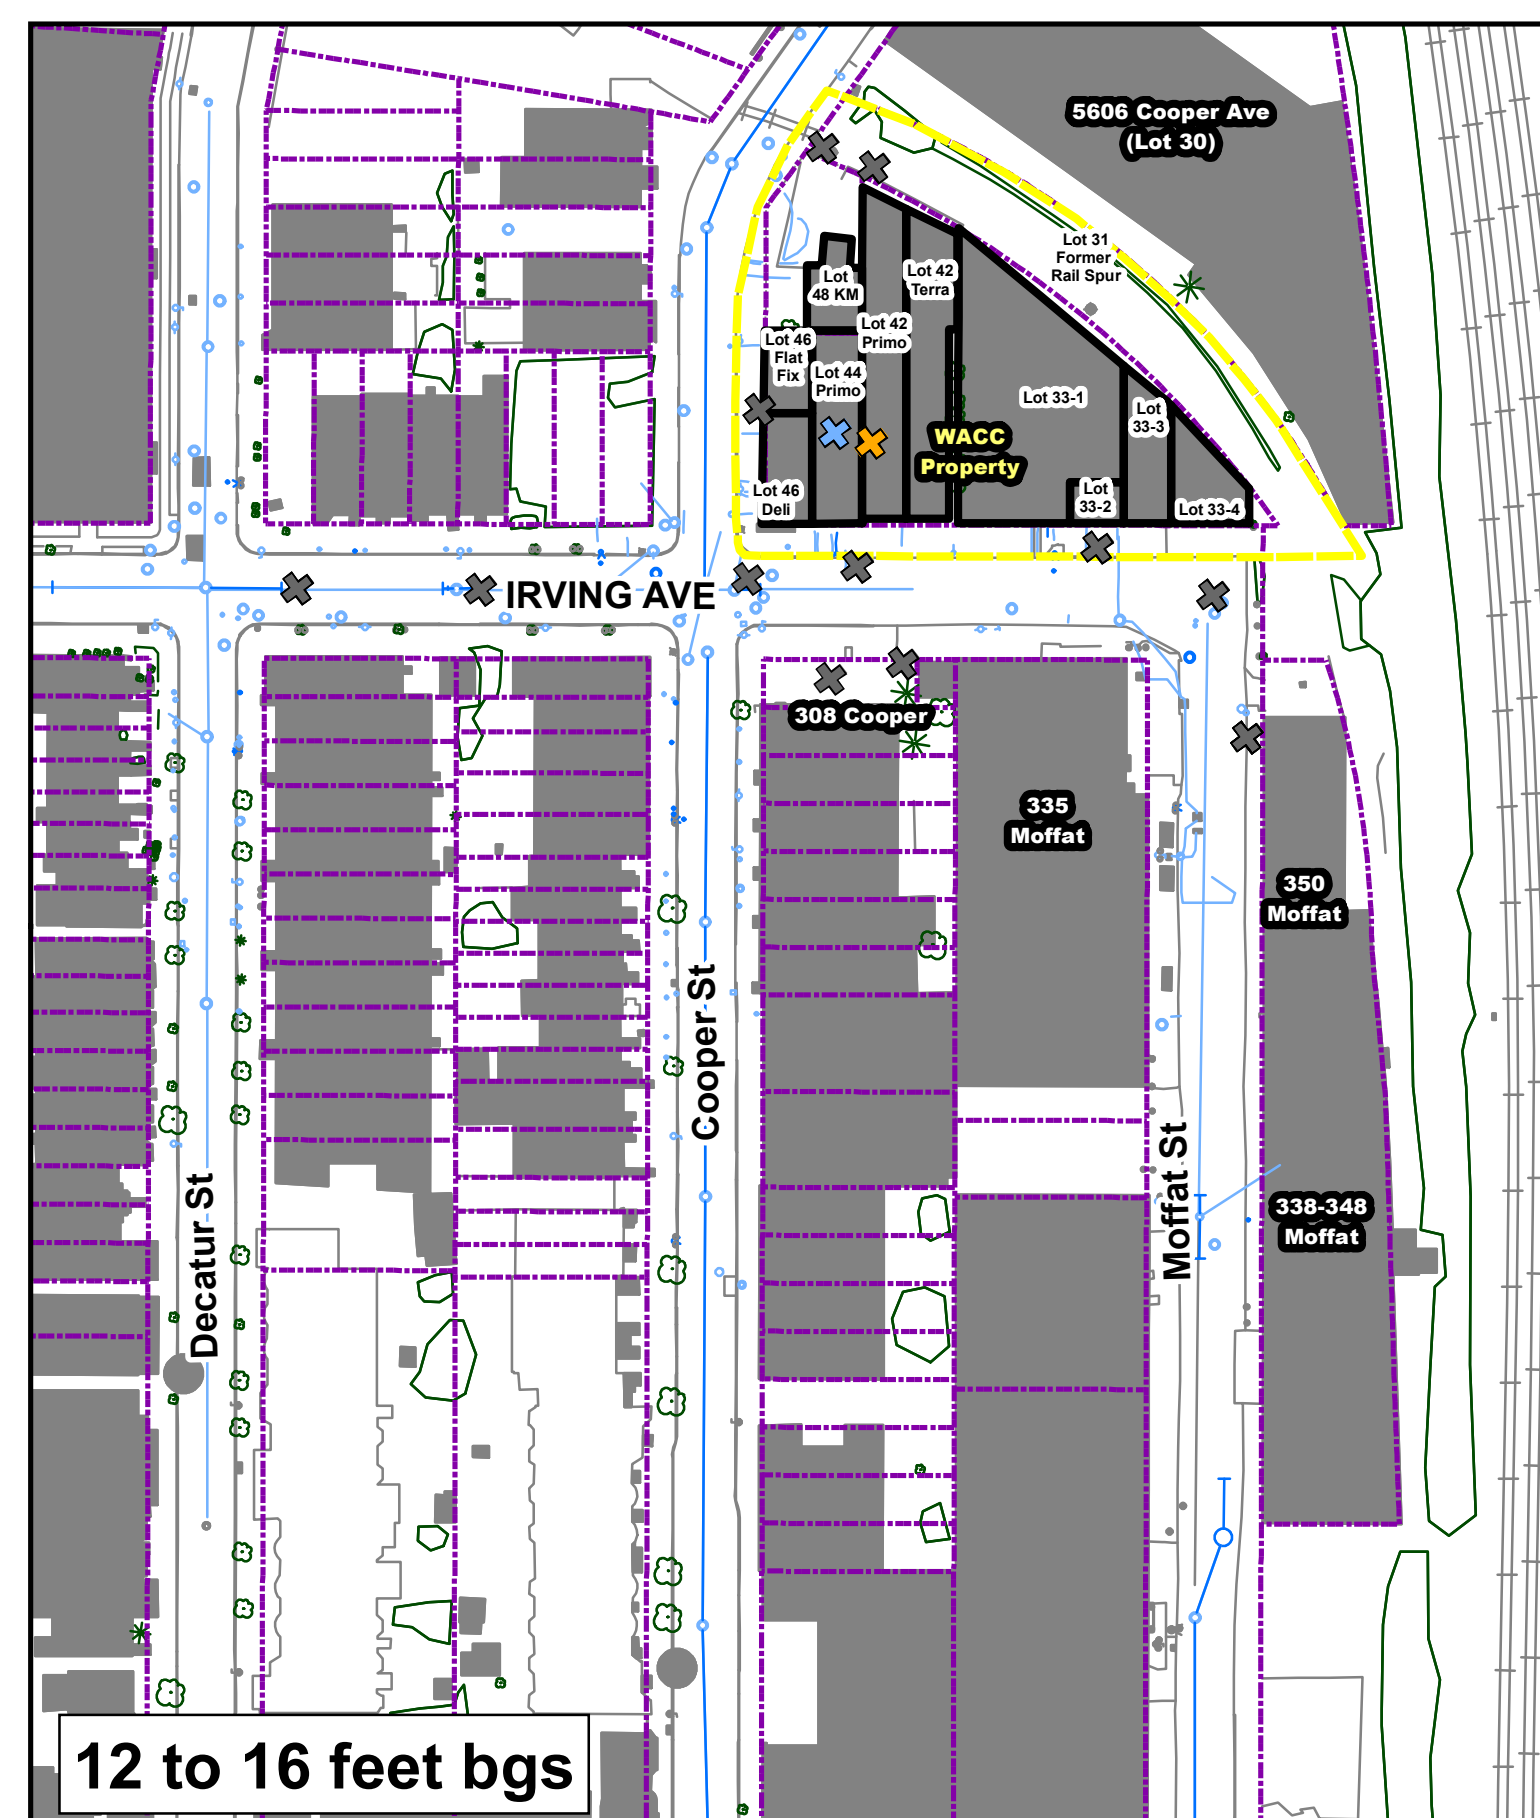 5606 Cooper Ave
(Lot 30)
Lot 31
Former
Rail Spur
Lot
48 KM
Lot 42
Terra
Lot 46
Flat
Fix
Lot 42
Primo
Lot 44
Primo
Lot 33-1
Lot
33-3
WACC
Property
Lot 46
Deli
Lot
33-2
Lot 33-4
IRVING AVE
308 Cooper
335
Moffat
350
Moffat
Cooper St
Decatur St
Moffat St
338-348
Moffat
12 to 16 feet bgs